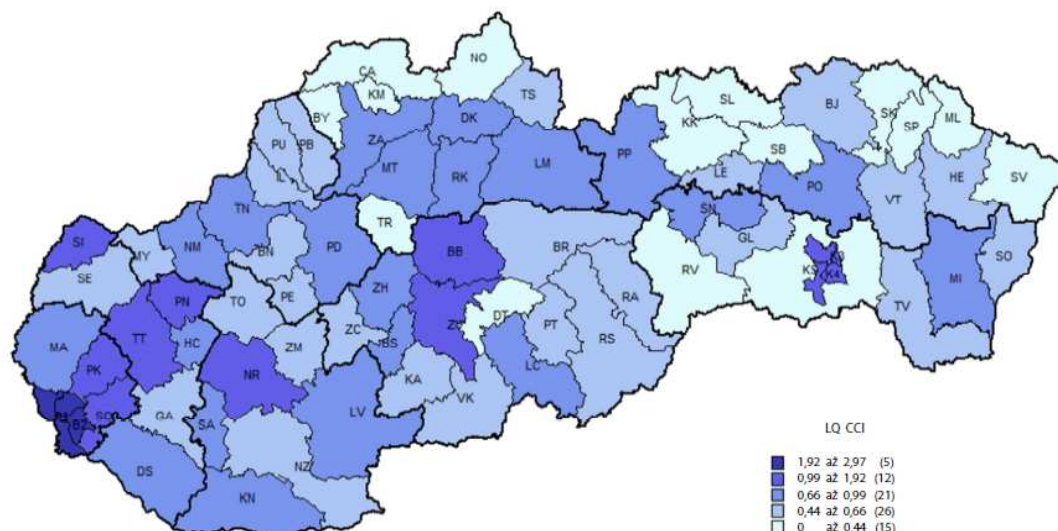 NO
CA
KM
TS
BY
DK
ZA
PU
PB
IL
MT
RK
LM
PP
SL
KK
SB
LE
BJ
SK
SP
ML
PO
HE
SV
VT
TN
TR
SN
GL
SI
NM
MY
BN
PD
BB
BR
RV
KS
K4
MI
SO
SE
PN
TO
PE
ZH
RA
TV
TT
HC
ZC
DT
PT
RS
MA
ZM
BS
PK
NR
KA
LC
SC
GA
SA
LV
VK
B2
DS
NZ
KN
LQ CCI
1,92 až 2,97 (5)
0,99 až 1,92 (12)
0,66 až 0,99 (21)
0,44 až 0,66 (26)
0 až 0,44 (15)